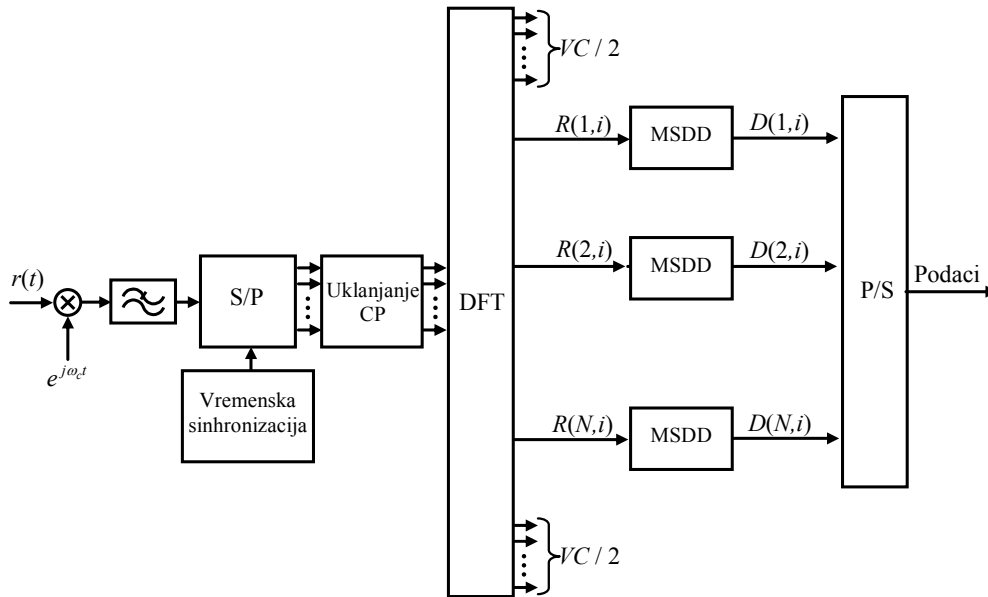 VC / 2
R(1,i)
MSDD
D(1,i)
R(2,i)
MSDD
D(2,i)
r(t)
S/P
Uklanjanje
CP
DFT
P/S
Podaci
e^{jω_c t}
Vremenska
sinhronizacija
R(N,i)
MSDD
D(N,i)
VC / 2